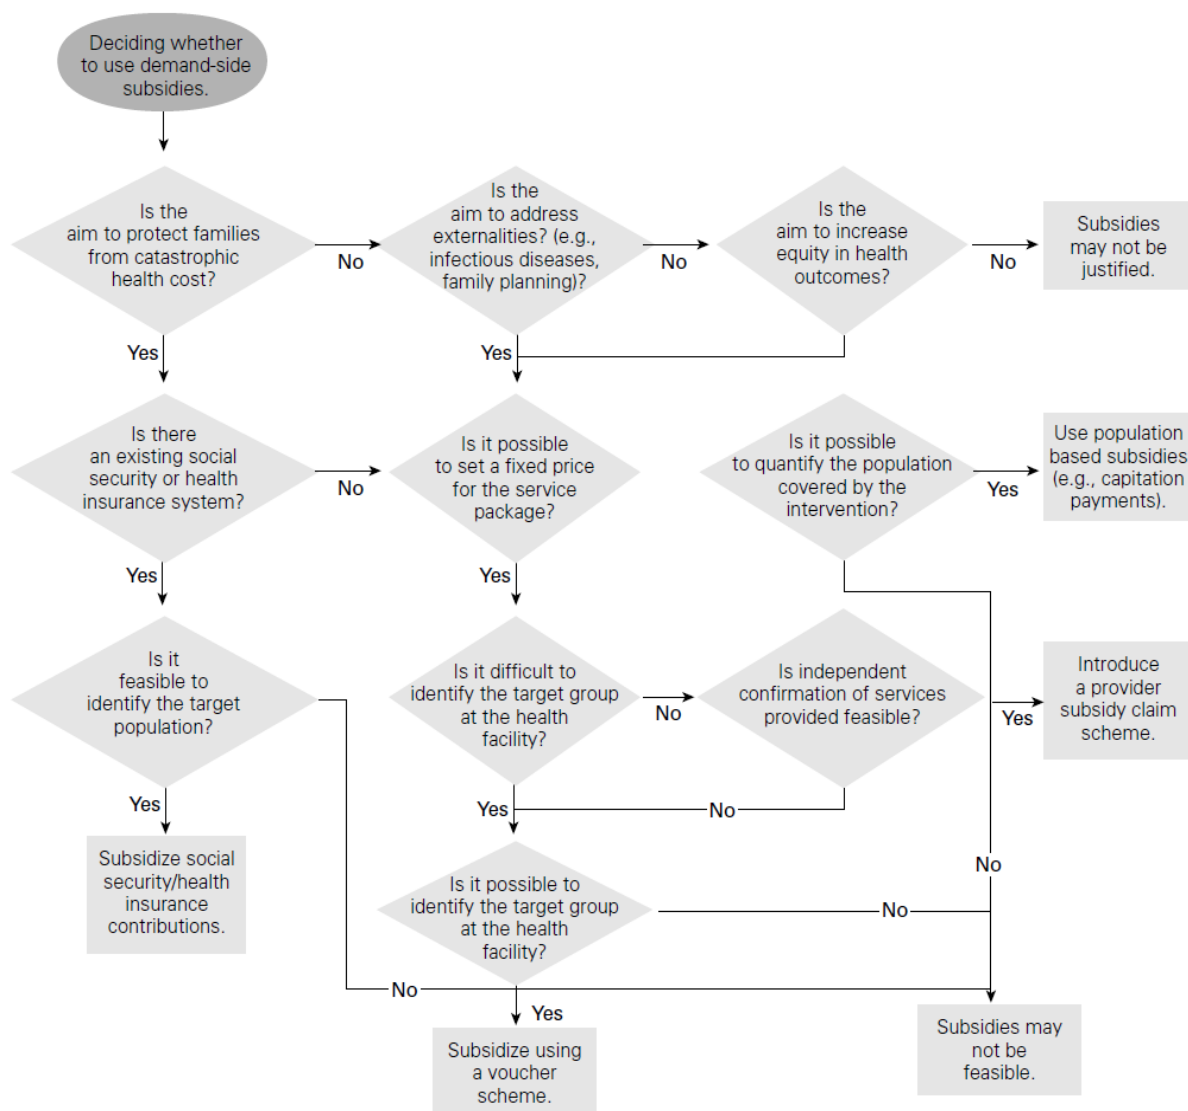 Deciding whether
to use demand-side
subsidies.
Is the
aim to protect families
from catastrophic
health cost?
No
Is the
aim to address
externalities? (e.g.,
infectious diseases,
family planning)?
No
Is the
aim to increase
equity in health
outcomes?
No
Subsidies
may not be
justified.
Yes
Yes
Is there
an existing social
security or health
insurance system?
No
Is it possible
to set a fixed price
for the service
package?
Is it possible
to quantify the population
covered by the
intervention?
Yes
Use population
based subsidies
(e.g., capitation
payments).
Yes
Yes
Is it
feasible to
identify the target
population?
Is it difficult to
identify the target group
at the health
facility?
No
Is independent
confirmation of services
provided feasible?
Yes
Introduce
a provider
subsidy claim
scheme.
Yes
Yes
No
Subsidize social
security/health
insurance
contributions.
Is it possible to
identify the target group
at the health
facility?
No
No
No
Yes
Subsidize using
a voucher
scheme.
Subsidies may
not be
feasible.